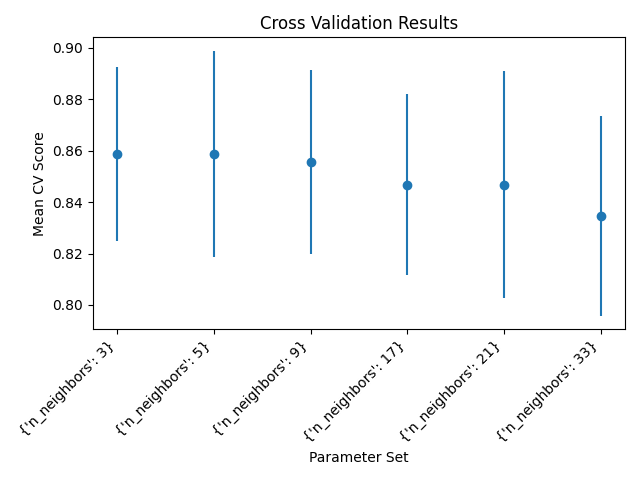 Cross Validation Results
Mean CV Score
0.90
0.88
0.86
0.84
0.82
0.80
{'n_neighbors': 3}
{'n_neighbors': 5}
{'n_neighbors': 9}
{'n_neighbors': 17}
{'n_neighbors': 21}
{'n_neighbors': 33}
Parameter Set